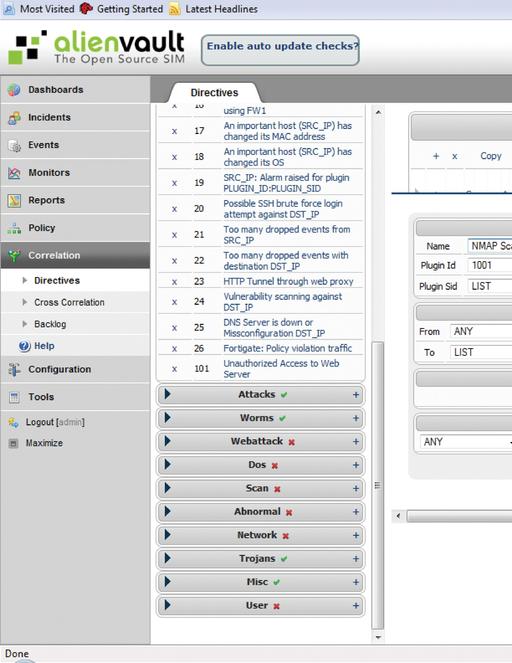 Most Visited Getting Started Latest Headlines
alienvault
The Open Source SIM
Enable auto update checks?
Dashboards
Incidents
Events
Monitors
Reports
Policy
Correlation
Directives
Cross Correlation
Backlog
Help
Configuration
Tools
Logout [admin]
Maximize
Directives
x 16
using FW1
x 17 An important host (SRC_IP) has
changed its MAC address
x 18 An important host (SRC_IP) has
changed its OS
x 19 SRC_IP: Alarm raised for plugin
PLUGIN_ID:PLUGIN_SID
x 20 Possible SSH brute force login
attempt against DST_IP
x 21 Too many dropped events from
SRC_IP
x 22 Too many dropped events with
destination DST_IP
x 23 HTTP Tunnel through web proxy
x 24 Vulnerability scanning against
DST_IP
x 25 DNS Server is down or
Missconfiguration DST_IP
x 26 Fortigate: Policy violation traffic
x 101 Unauthorized Access to Web
Server
Attacks +
Worms +
Webattack +
Dos +
Scan +
Abnormal +
Network +
Trojans +
Misc +
User +
+ x Copy
Name NMAP Sca
Plugin Id 1001
Plugin Sid LIST
From ANY
To LIST
ANY
Done